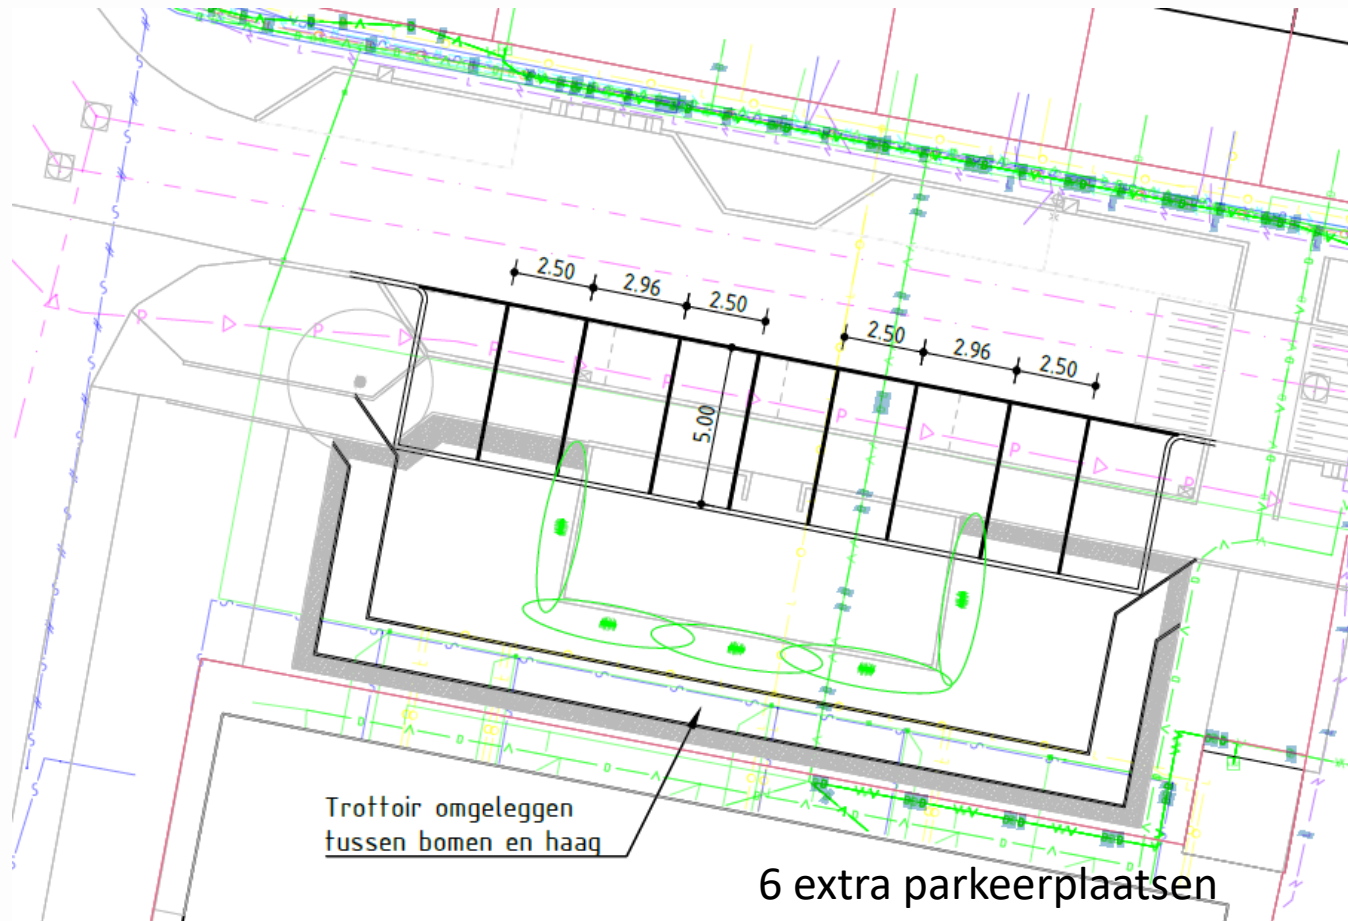 2.50
2.96
2.50
2.50
2.96
2.50
5.00
P P P P P P P P
Trottoir omgeleggen
tussen bomen en haag
6 extra parkeerplaatsen